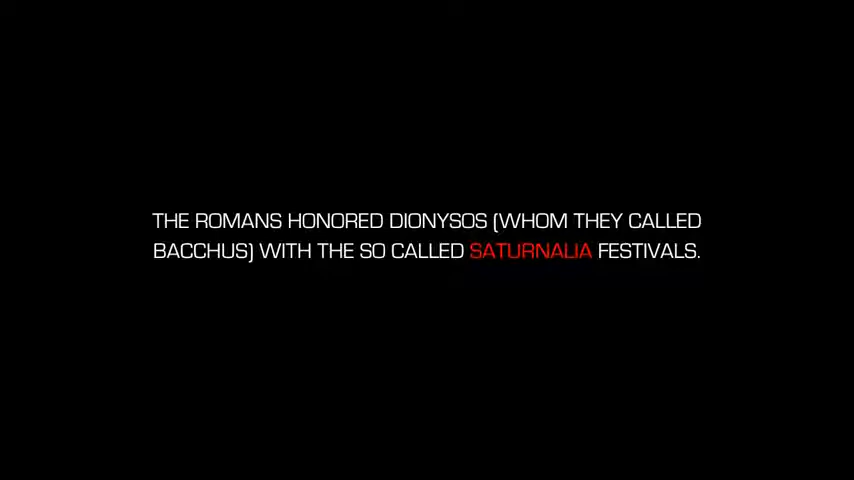 THE ROMANS HONORED DIONYSOS (WHOM THEY CALLED
BACCHUS) WITH THE SO CALLED SATURNALIA FESTIVALS.